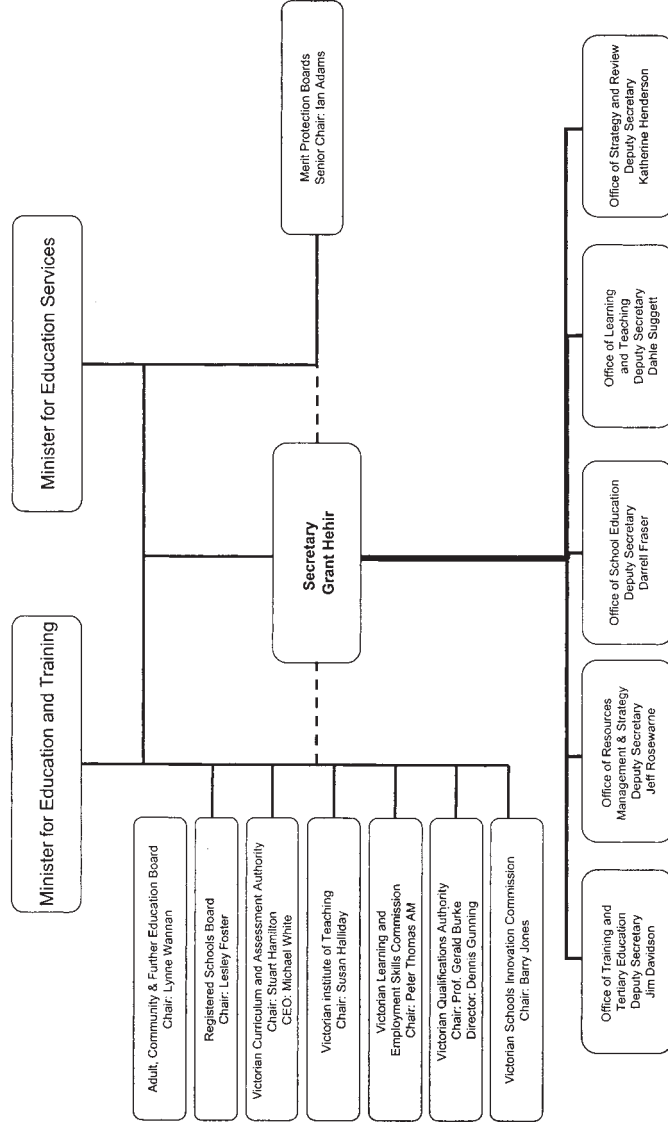 Minister for Education and Training
Minister for Education Services
Adult, Community & Further Education Board
Chair: Lynne Wannan
Registered Schools Board
Chair: Lesley Foster
Victorian Curriculum and Assessment Authority
Chair: Stuart Hamilton
CEO: Michael White
Victorian institute of Teaching
Chair: Susan Halliday
Victorian Learning and
Employment Skills Commission
Chair: Peter Thomas AM
Victorian Qualifications Authority
Chair: Prof. Gerald Burke
Director: Dennis Gunning
Victorian Schools Innovation Commission
Chair: Barry Jones
Secretary
Grant Hehir
Merit Protection Boards
Senior Chair: Ian Adams
Office of Training and
Tertiary Education
Deputy Secretary
Jim Davidson
Office of Resources
Management & Strategy
Deputy Secretary
Jeff Rosewarne
Office of School Education
Deputy Secretary
Darrell Fraser
Office of Learning
and Teaching
Deputy Secretary
Dahle Suggett
Office of Strategy and Review
Deputy Secretary
Katherine Henderson